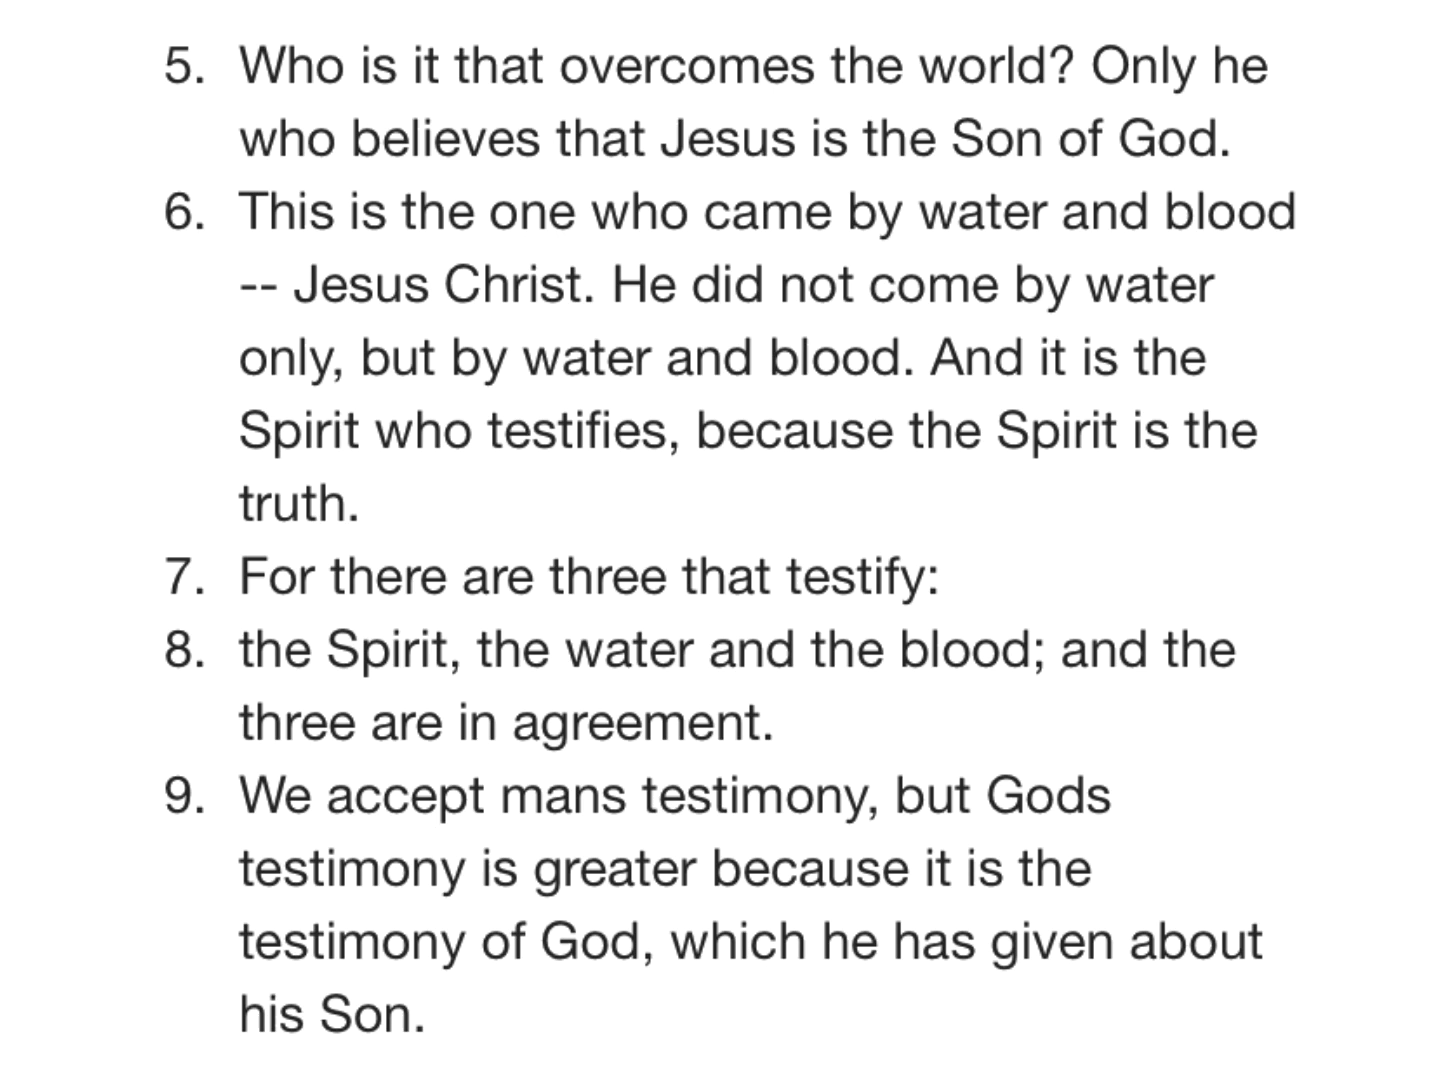 5. Who is it that overcomes the world? Only he
who believes that Jesus is the Son of God.
6. This is the one who came by water and blood
-- Jesus Christ. He did not come by water
only, but by water and blood. And it is the
Spirit who testifies, because the Spirit is the
truth.
7. For there are three that testify:
8. the Spirit, the water and the blood; and the
three are in agreement.
9. We accept mans testimony, but Gods
testimony is greater because it is the
testimony of God, which he has given about
his Son.